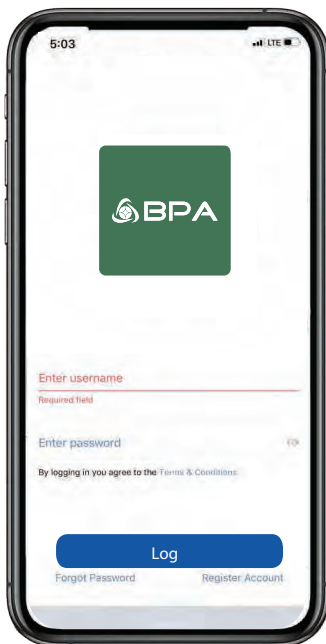 5:03 LTE
BPA
Enter username
Required field
Enter password
By logging in you agree to the Terms & Conditions
Log
Forgot Password Register Account